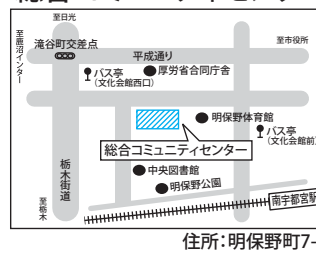 至日光
至鹿沼インター
滝谷町交差点
平成通り
至市役所
バス亭
(文化会館西口)
厚労省合同庁舎
明保野体育館
バス亭
(文化会館前)
総合コミュニティセンター
中央図書館
明保野公園
栃木街道
至栃木
南宇都宮駅
住所:明保野町7-